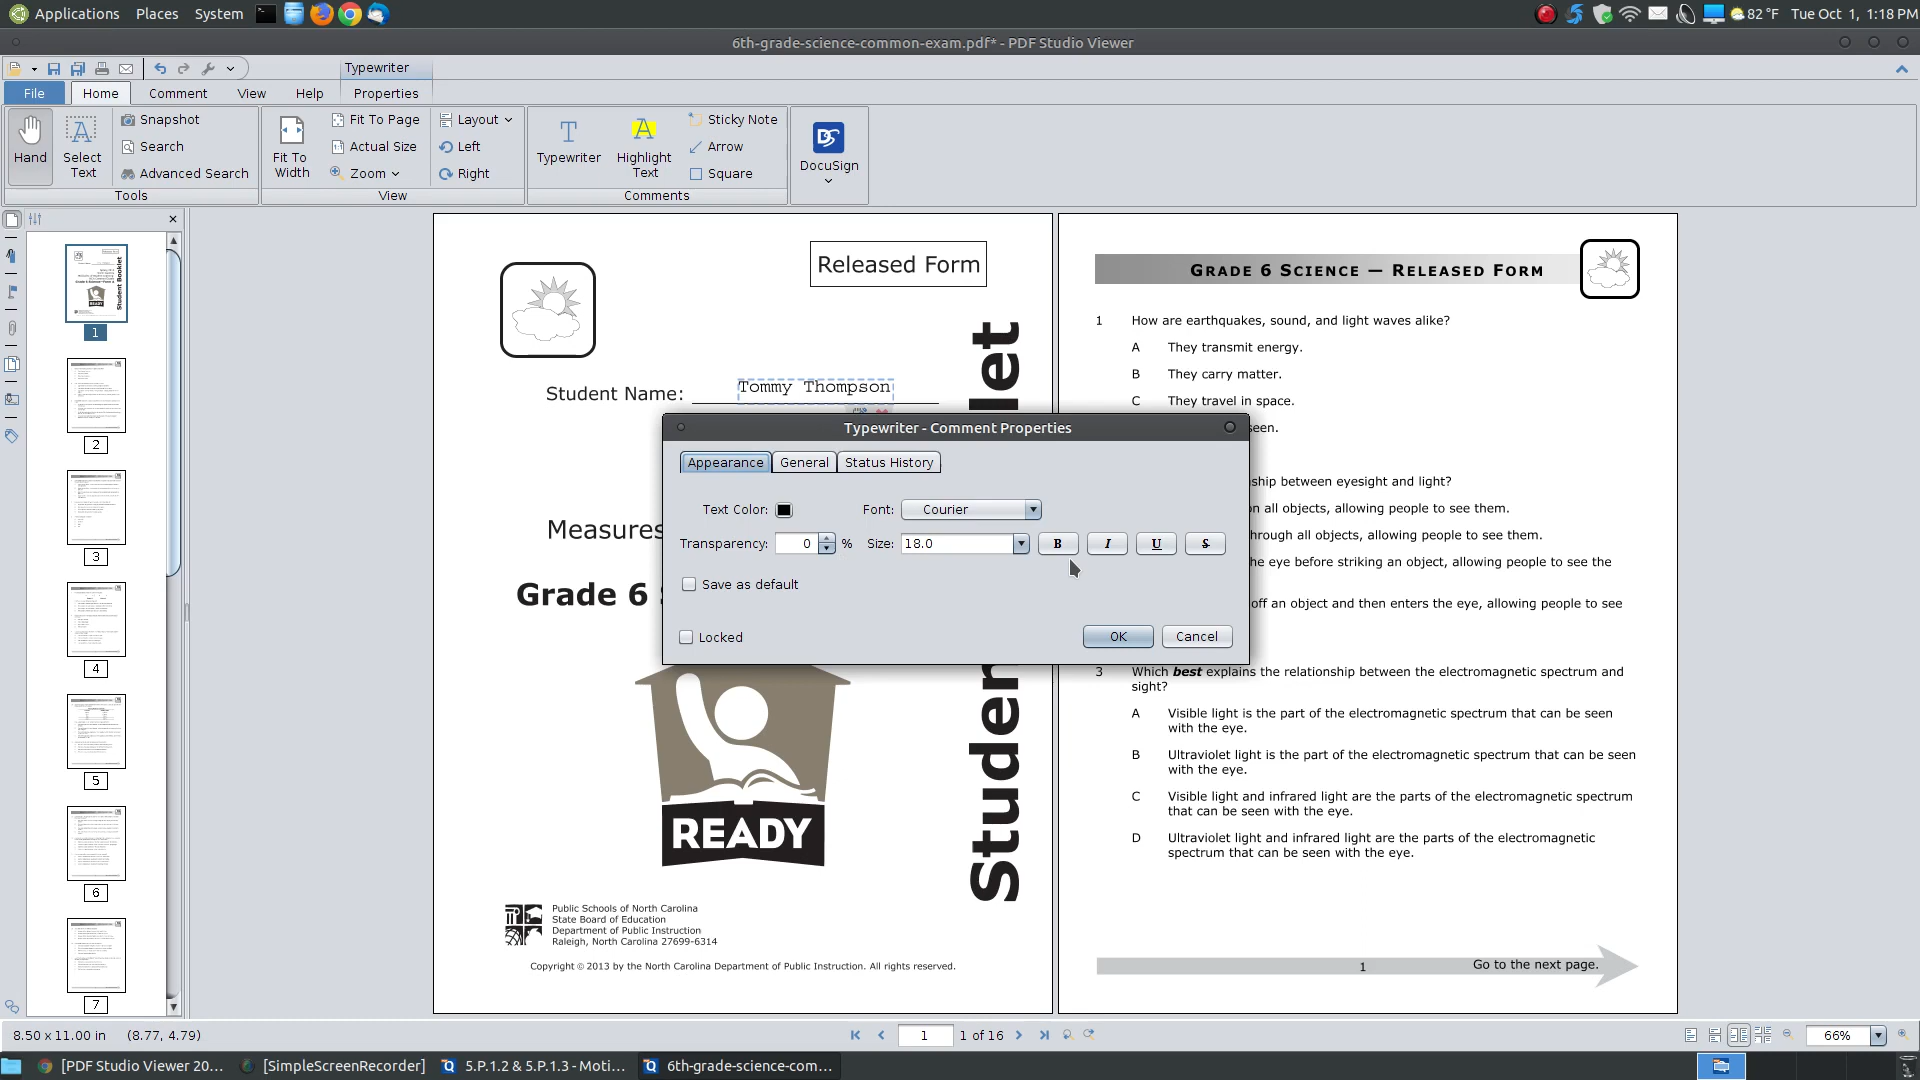 Applications Places System
82 °F Tue Oct 1, 1:18 PM
6th-grade-science-common-exam.pdf* - PDF Studio Viewer
Typewriter
File Home Comment View Help Properties
Hand
Select Text
Snapshot
Search
Advanced Search
Tools
Fit To Width
Fit To Page
Actual Size
Zoom
Layout
Left
Right
View
Typewriter
Highlight Text
Sticky Note
Arrow
Square
Comments
DocuSign
1
2
3
4
5
6
7
Released Form
Student Name: Tommy Thompson
Measures
Grade 6
READY
Public Schools of North Carolina
State Board of Education
Department of Public Instruction
Raleigh, North Carolina 27699-6314
Copyright © 2013 by the North Carolina Department of Public Instruction. All rights reserved.
Typewriter - Comment Properties
Appearance General Status History
Text Color: Font: Courier
Transparency: 0 % Size: 18.0 B I U S
Save as default
Locked OK Cancel
GRADE 6 SCIENCE — RELEASED FORM
1 How are earthquakes, sound, and light waves alike?
A They transmit energy.
B They carry matter.
C They travel in space.
seen.
ship between eyesight and light?
on all objects, allowing people to see them.
hrough all objects, allowing people to see them.
he eye before striking an object, allowing people to see the
off an object and then enters the eye, allowing people to see
3 Which best explains the relationship between the electromagnetic spectrum and
sight?
A Visible light is the part of the electromagnetic spectrum that can be seen
with the eye.
B Ultraviolet light is the part of the electromagnetic spectrum that can be seen
with the eye.
C Visible light and infrared light are the parts of the electromagnetic spectrum
that can be seen with the eye.
D Ultraviolet light and infrared light are the parts of the electromagnetic
spectrum that can be seen with the eye.
1 Go to the next page.
8.50 x 11.00 in (8.77, 4.79) 1 1 of 16 66%
[PDF Studio Viewer 20... [SimpleScreenRecorder] 5.P.1.2 & 5.P.1.3 - Moti... 6th-grade-science-com...